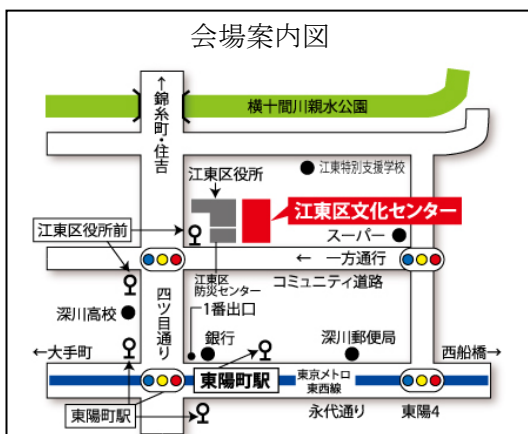 会場案内図
横十間川親水公園
←錦糸町・住吉
江東特別支援学校
江東区役所
江東区文化センター
江東区役所前
スーパー
← 一方通行
江東区
防災センター
コミュニティ道路
四ツ目通り
1番出口
深川高校
銀行
深川郵便局
←大手町
西船橋→
東陽町駅
東京メトロ
東西線
東陽町駅
永代通り
東陽4